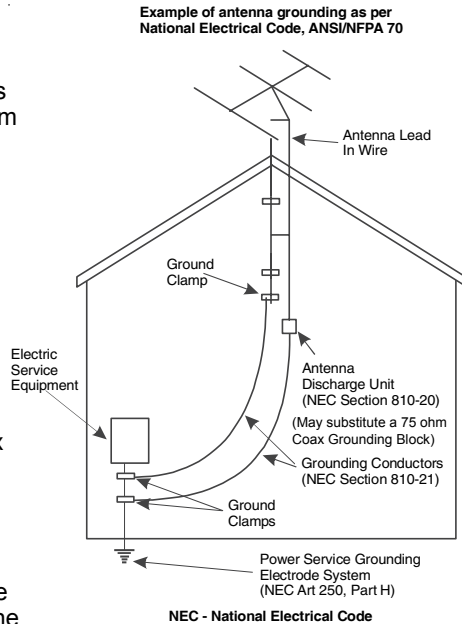 Example of antenna grounding as per
National Electrical Code, ANSI/NFPA 70
s
m
Antenna Lead
In Wire
Ground
Clamp
Electric
Service
Equipment
Antenna
Discharge Unit
(NEC Section 810-20)
(May substitute a 75 ohm
Coax Grounding Block)
x
Grounding Conductors
(NEC Section 810-21)
Ground
Clamps
Power Service Grounding
Electrode System
(NEC Art 250, Part H)
e
ne
NEC - National Electrical Code